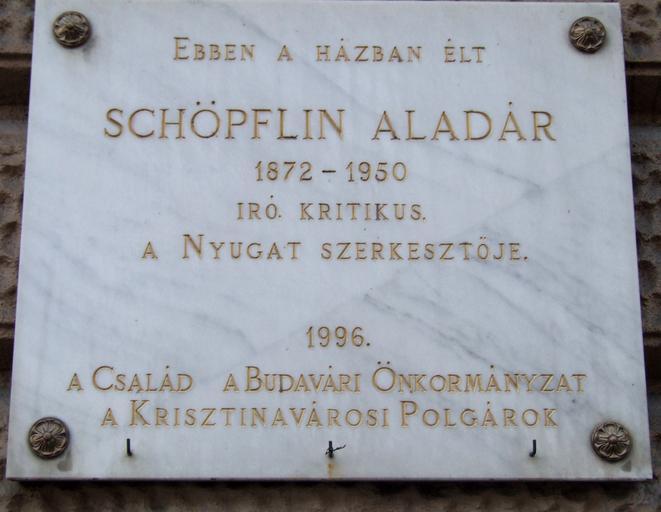 EBBEN A HÁZBAN ÉLT
SCHÖPFLIN ALADÁR
1872 - 1950
IRÓ. KRITIKUS.
A NYUGAT SZERKESZTŐJE.
1996.
A CSALÁD A BUDAVÁRI ÖNKORMÁNYZAT
A KRISZTINAVÁROSI POLGÁROK